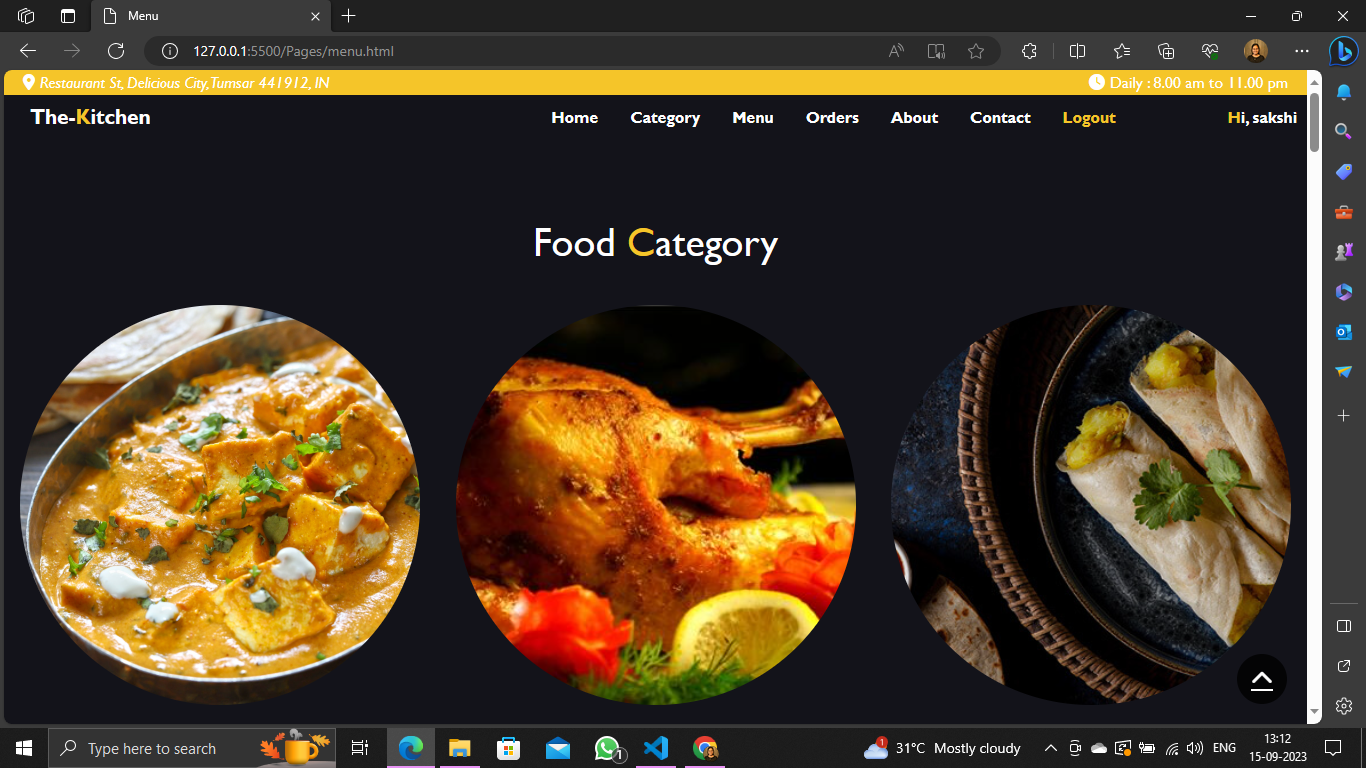 Menu
127.0.0.1:5500/Pages/menu.html
Restaurant St, Delicious City, Tumsar 441912, IN
Daily : 8.00 am to 11.00 pm
The-Kitchen
Home Category Menu Orders About Contact Logout
Hi, sakshi
Food Category
Type here to search
1
1
31°C Mostly cloudy
ENG
13:12
15-09-2023